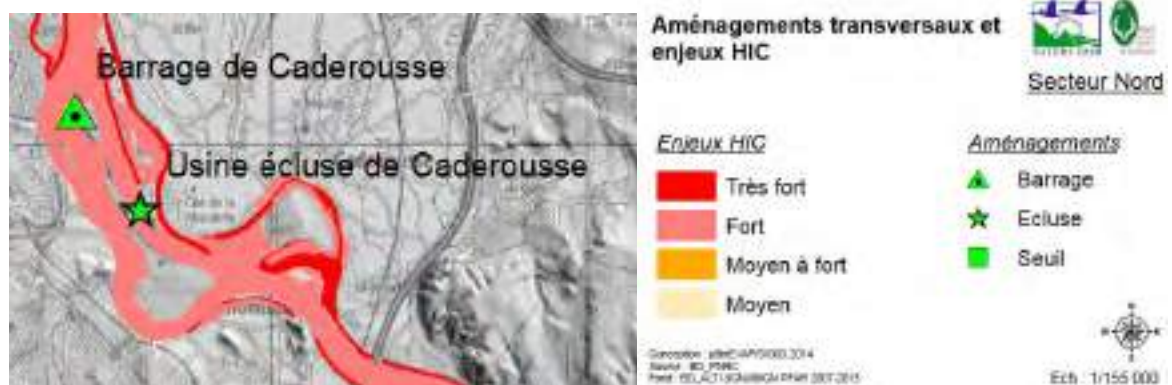 Barrage de Caderousse
Usine écluse de Caderousse
Aménagements transversaux et
enjeux HIC
Secteur Nord
Enjeux HIC
Très fort
Fort
Moyen à fort
Moyen
Aménagements
Barrage
Ecluse
Seuil
Ech : 1/155 000